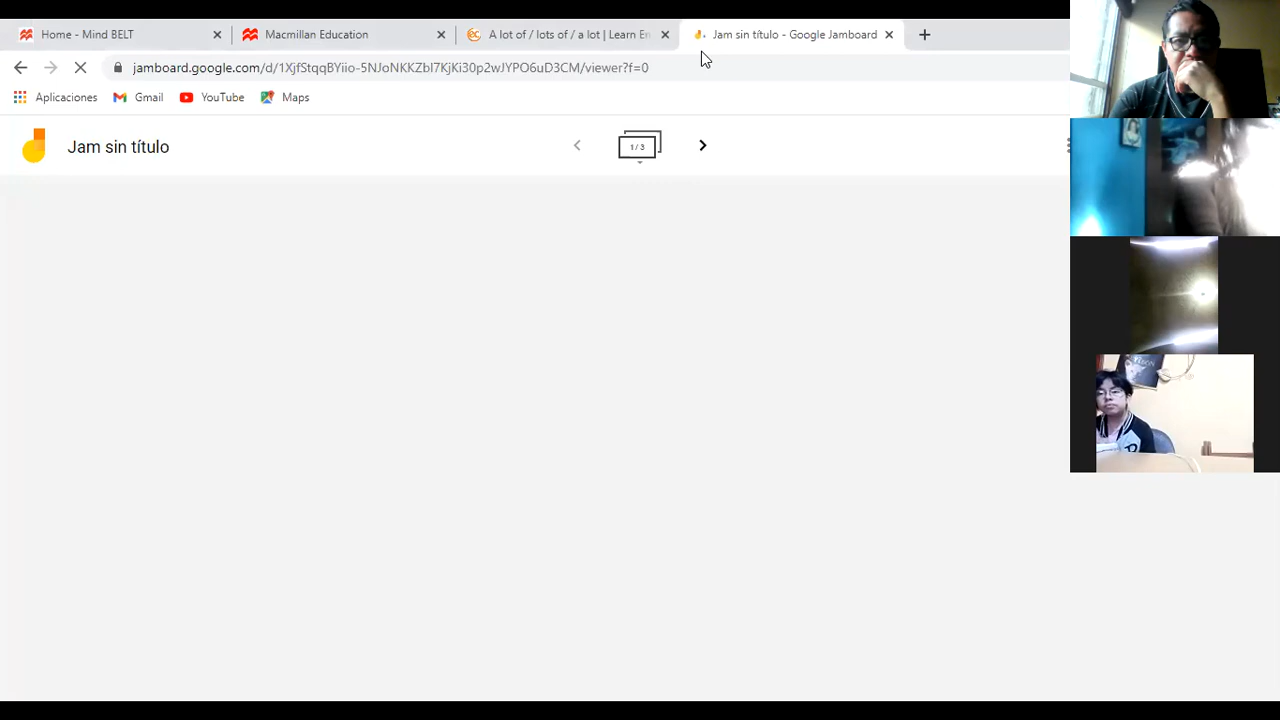 Home - Mind BELT
Macmillan Education
A lot of / lots of / a lot | Learn En
Jam sin título - Google Jamboard
jamboard.google.com/d/1XjfStqqBYiio-5NJoNKKZbI7KjKi30p2wJYPO6uD3CM/viewer?f=0
Aplicaciones
Gmail
YouTube
Maps
Jam sin título
1 / 3